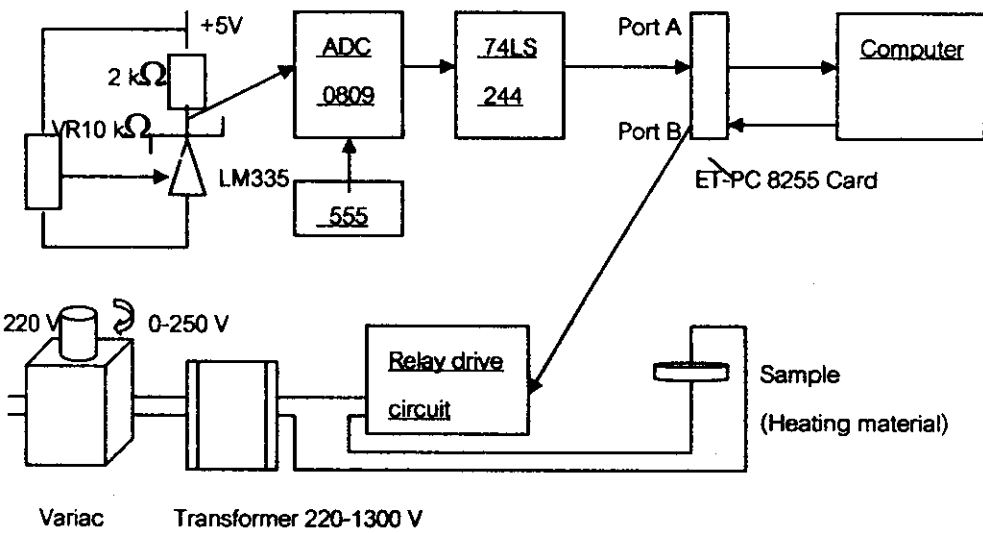 +5V
2 kΩ
VR10 kΩ
LM335
ADC
0809
555
74LS
244
Port A
Port B
Computer
ET-PC 8255 Card
220 V
0-250 V
Relay drive
circuit
Sample
(Heating material)
Variac
Transformer 220-1300 V